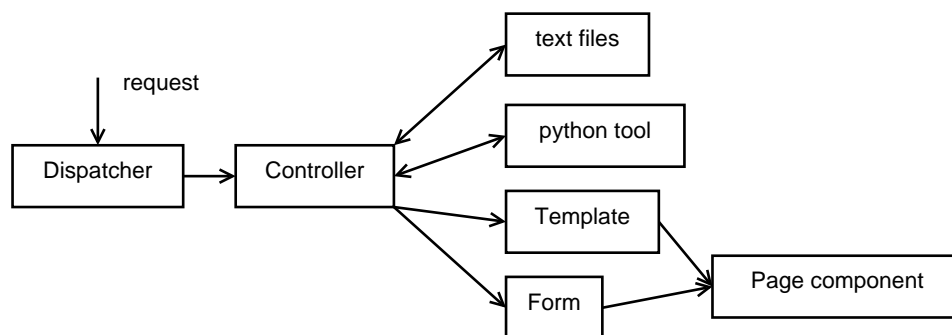 text files
request
python tool
Dispatcher
Controller
Template
Page component
Form